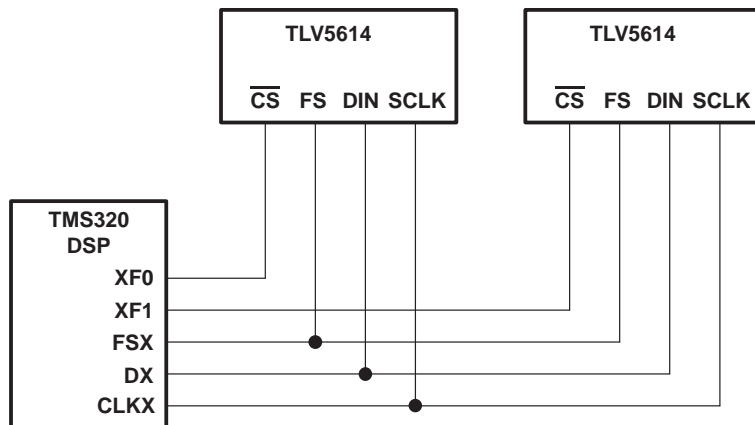 TLV5614
TLV5614
CS FS DIN SCLK
CS FS DIN SCLK
TMS320
DSP
XF0
XF1
FSX
DX
CLKX